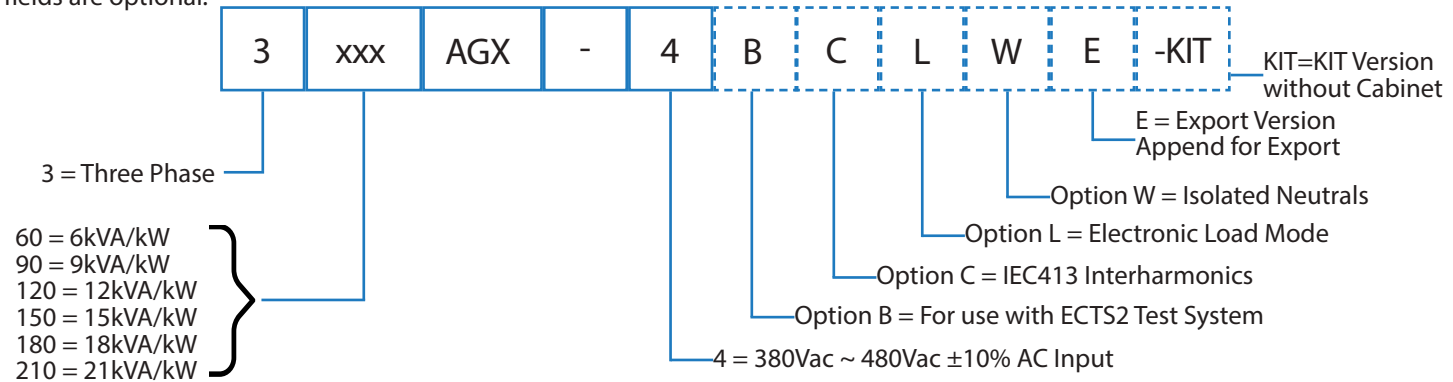 fields are optional.
3 xxx AGX - 4 B C L W E -KIT
KIT=KIT Version
without Cabinet
E = Export Version
Append for Export
3 = Three Phase
Option W = Isolated Neutrals
60 = 6kVA/kW
90 = 9kVA/kW
120 = 12kVA/kW
150 = 15kVA/kW
180 = 18kVA/kW
210 = 21kVA/kW
Option L = Electronic Load Mode
Option C = IEC413 Interharmonics
Option B = For use with ECTS2 Test System
4 = 380Vac ~ 480Vac ±10% AC Input